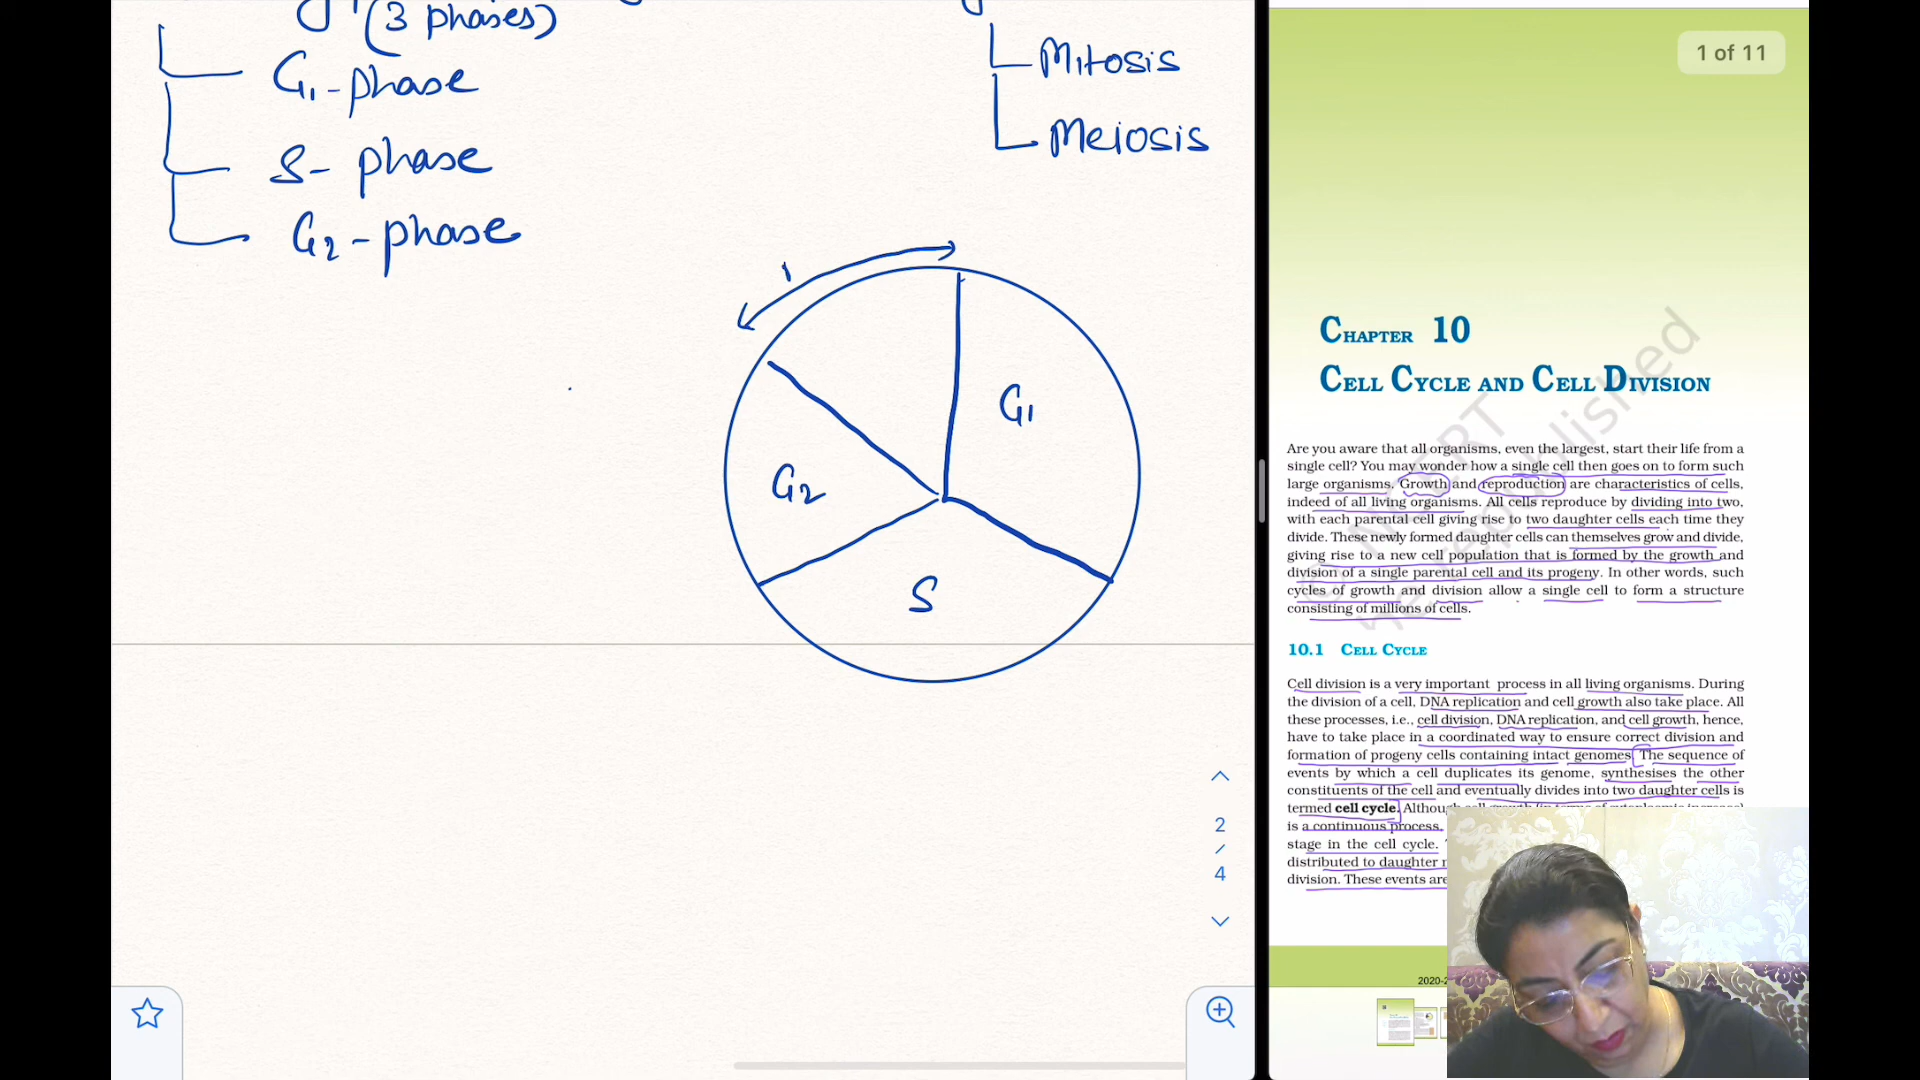 (3 phases)
G1-phase
S- phase
G2-phase
Mitosis
Meiosis
G1
G2
S
2
/
4
1 of 11
CHAPTER 10
CELL CYCLE AND CELL DIVISION
Are you aware that all organisms, even the largest, start their life from a
single cell? You may wonder how a single cell then goes on to form such
large organisms. Growth and reproduction are characteristics of cells,
indeed of all living organisms. All cells reproduce by dividing into two,
with each parental cell giving rise to two daughter cells each time they
divide. These newly formed daughter cells can themselves grow and divide,
giving rise to a new cell population that is formed by the growth and
division of a single parental cell and its progeny. In other words, such
cycles of growth and division allow a single cell to form a structure
consisting of millions of cells.
10.1 CELL CYCLE
Cell division is a very important process in all living organisms. During
the division of a cell, DNA replication and cell growth also take place. All
these processes, i.e., cell division, DNA replication, and cell growth, hence,
have to take place in a coordinated way to ensure correct division and
formation of progeny cells containing intact genomes. The sequence of
events by which a cell duplicates its genome, synthesises the other
constituents of the cell and eventually divides into two daughter cells is
termed cell cycle. Although cell growth (in terms of cytoplasmic increase)
is a continuous process,
stage in the cell cycle.
distributed to daughter
division. These events are